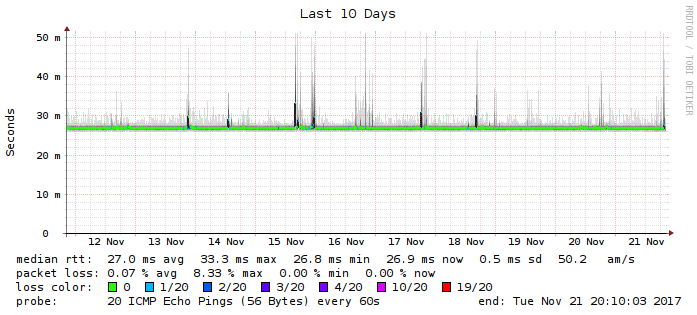 Last 10 Days
RRDTOOL / TOBI OETIKER
Seconds
50 m
40 m
30 m
20 m
10 m
0
12 Nov 13 Nov 14 Nov 15 Nov 16 Nov 17 Nov 18 Nov 19 Nov 20 Nov 21 Nov
median rtt: 27.0 ms avg 33.3 ms max 26.8 ms min 26.9 ms now 0.5 ms sd 50.2 am/s
packet loss: 0.07 % avg 8.33 % max 0.00 % min 0.00 % now
loss color: 0 1/20 2/20 3/20 4/20 10/20 19/20
probe: 20 ICMP Echo Pings (56 Bytes) every 60s end: Tue Nov 21 20:10:03 2017